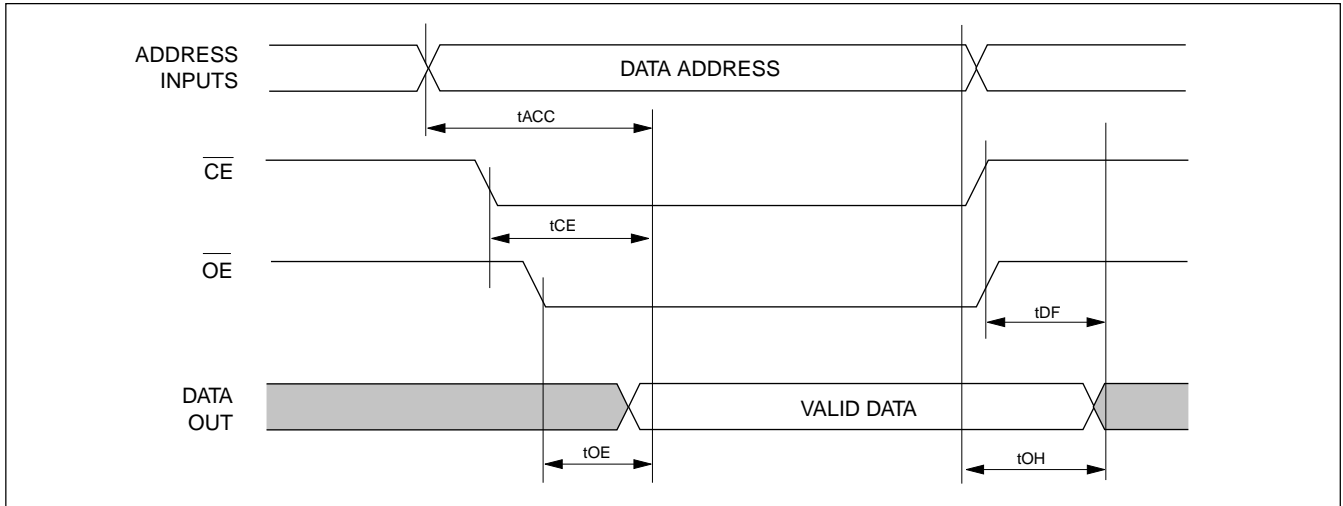 ADDRESS
INPUTS
DATA ADDRESS
tACC
CE
tCE
OE
tDF
DATA
OUT
VALID DATA
tOE
tOH